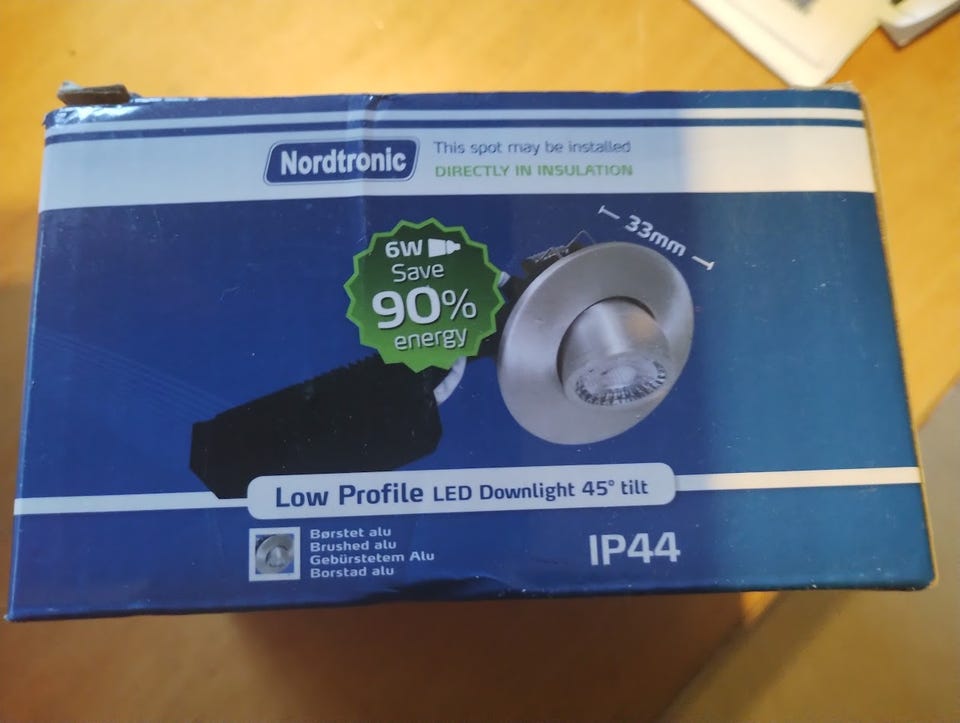 Nordtronic
This spot may be installed
DIRECTLY IN INSULATION
33mm
6W
Save
90%
energy
Low Profile LED Downlight 45° tilt
Børstet alu
Brushed alu
Gebürstetem Alu
Borstad alu
IP44